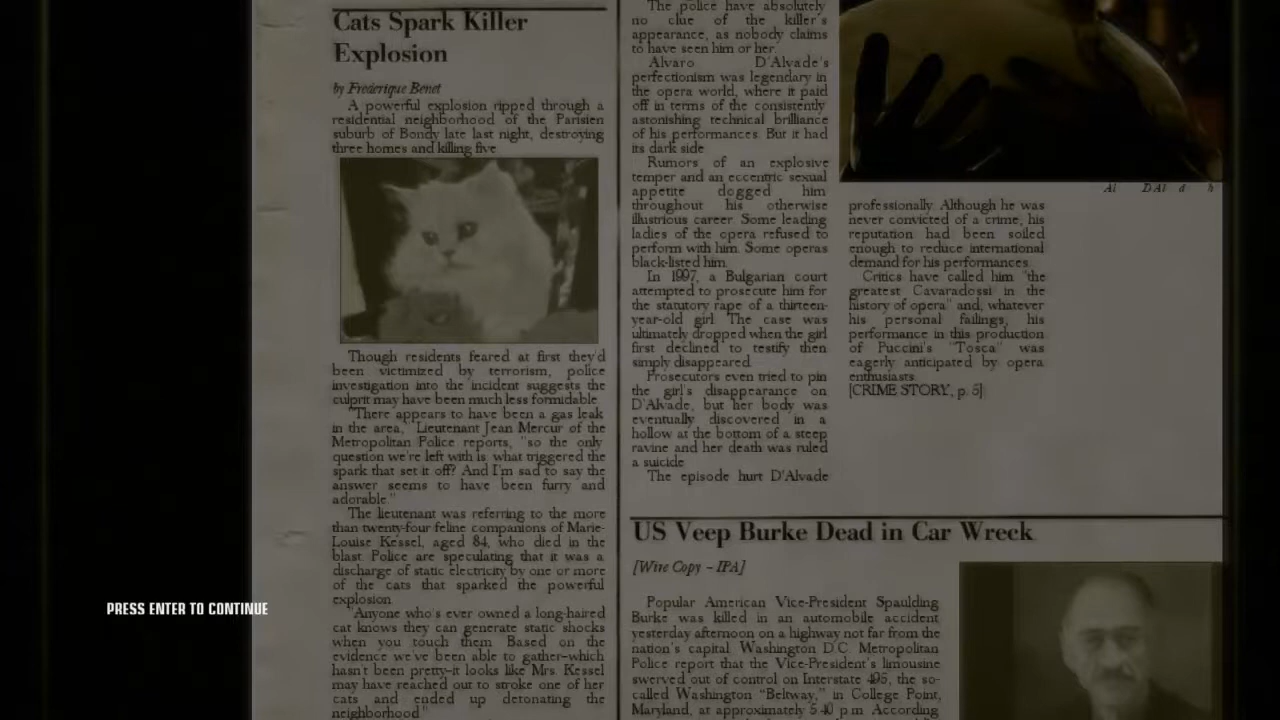 Cats Spark Killer
Explosion
by Frederique Benet
A powerful explosion ripped through a
residential neighborhood of the Parisien
suburb of Bondy late last night, destroying
three homes and killing five.
Though residents feared at first they'd
been victimized by terrorism, police
investigation into the incident suggests the
culprit may have been much less formidable.
"There appears to have been a gas leak
in the area," Lieutenant Jean Mercur of the
Metropolitan Police reports, "so the only
question we're left with is, what triggered the
spark that set it off? And I'm sad to say the
answer seems to have been furry and
adorable."
The lieutenant was referring to the more
than twenty-four feline companions of Marie-
Louise Kessel, aged 84, who died in the
blast. Police are speculating that it was a
discharge of static electricity by one or more
of the cats that sparked the powerful
explosion.
"Anyone who's ever owned a long-haired
cat knows they can generate static shocks
when you touch them. Based on the
evidence we've been able to gather–which
hasn't been pretty–it looks like Mrs. Kessel
may have reached out to stroke one of her
cats and ended up detonating the
neighborhood."
The police have absolutely
no clue of the killer's
appearance, as nobody claims
to have seen him or her.
Alvaro D'Alvade's
perfectionism was legendary in
the opera world, where it paid
off in terms of the consistently
astonishing technical brilliance
of his performances. But it had
its dark side.
Rumors of an explosive
temper and an eccentric sexual
appetite dogged him
throughout his otherwise
illustrious career. Some leading
ladies of the opera refused to
perform with him. Some operas
black-listed him.
In 1997, a Bulgarian court
attempted to prosecute him for
the statutory rape of a thirteen-
year-old girl. The case was
ultimately dropped when the girl
first declined to testify then
simply disappeared.
Prosecutors even tried to pin
the girl's disappearance on
D'Alvade, but her body was
eventually discovered in a
hollow at the bottom of a steep
ravine and her death was ruled
a suicide.
The episode hurt D'Alvade
professionally. Although he was
never convicted of a crime, his
reputation had been soiled
enough to reduce international
demand for his performances.
Critics have called him "the
greatest Cavaradossi in the
history of opera" and, whatever
his personal failings, his
performance in this production
of Puccini's "Tosca" was
eagerly anticipated by opera
enthusiasts.
[CRIME STORY, p. 5]
US Veep Burke Dead in Car Wreck
[Wire Copy – IPA]
Popular American Vice-President Spaulding
Burke was killed in an automobile accident
yesterday afternoon on a highway not far from the
nation's capital. Washington D.C. Metropolitan
Police report that the Vice-President's limousine
swerved out of control on Interstate 495, the so-
called Washington "Beltway," in College Point,
Maryland, at approximately 5:40 p.m. According
PRESS ENTER TO CONTINUE